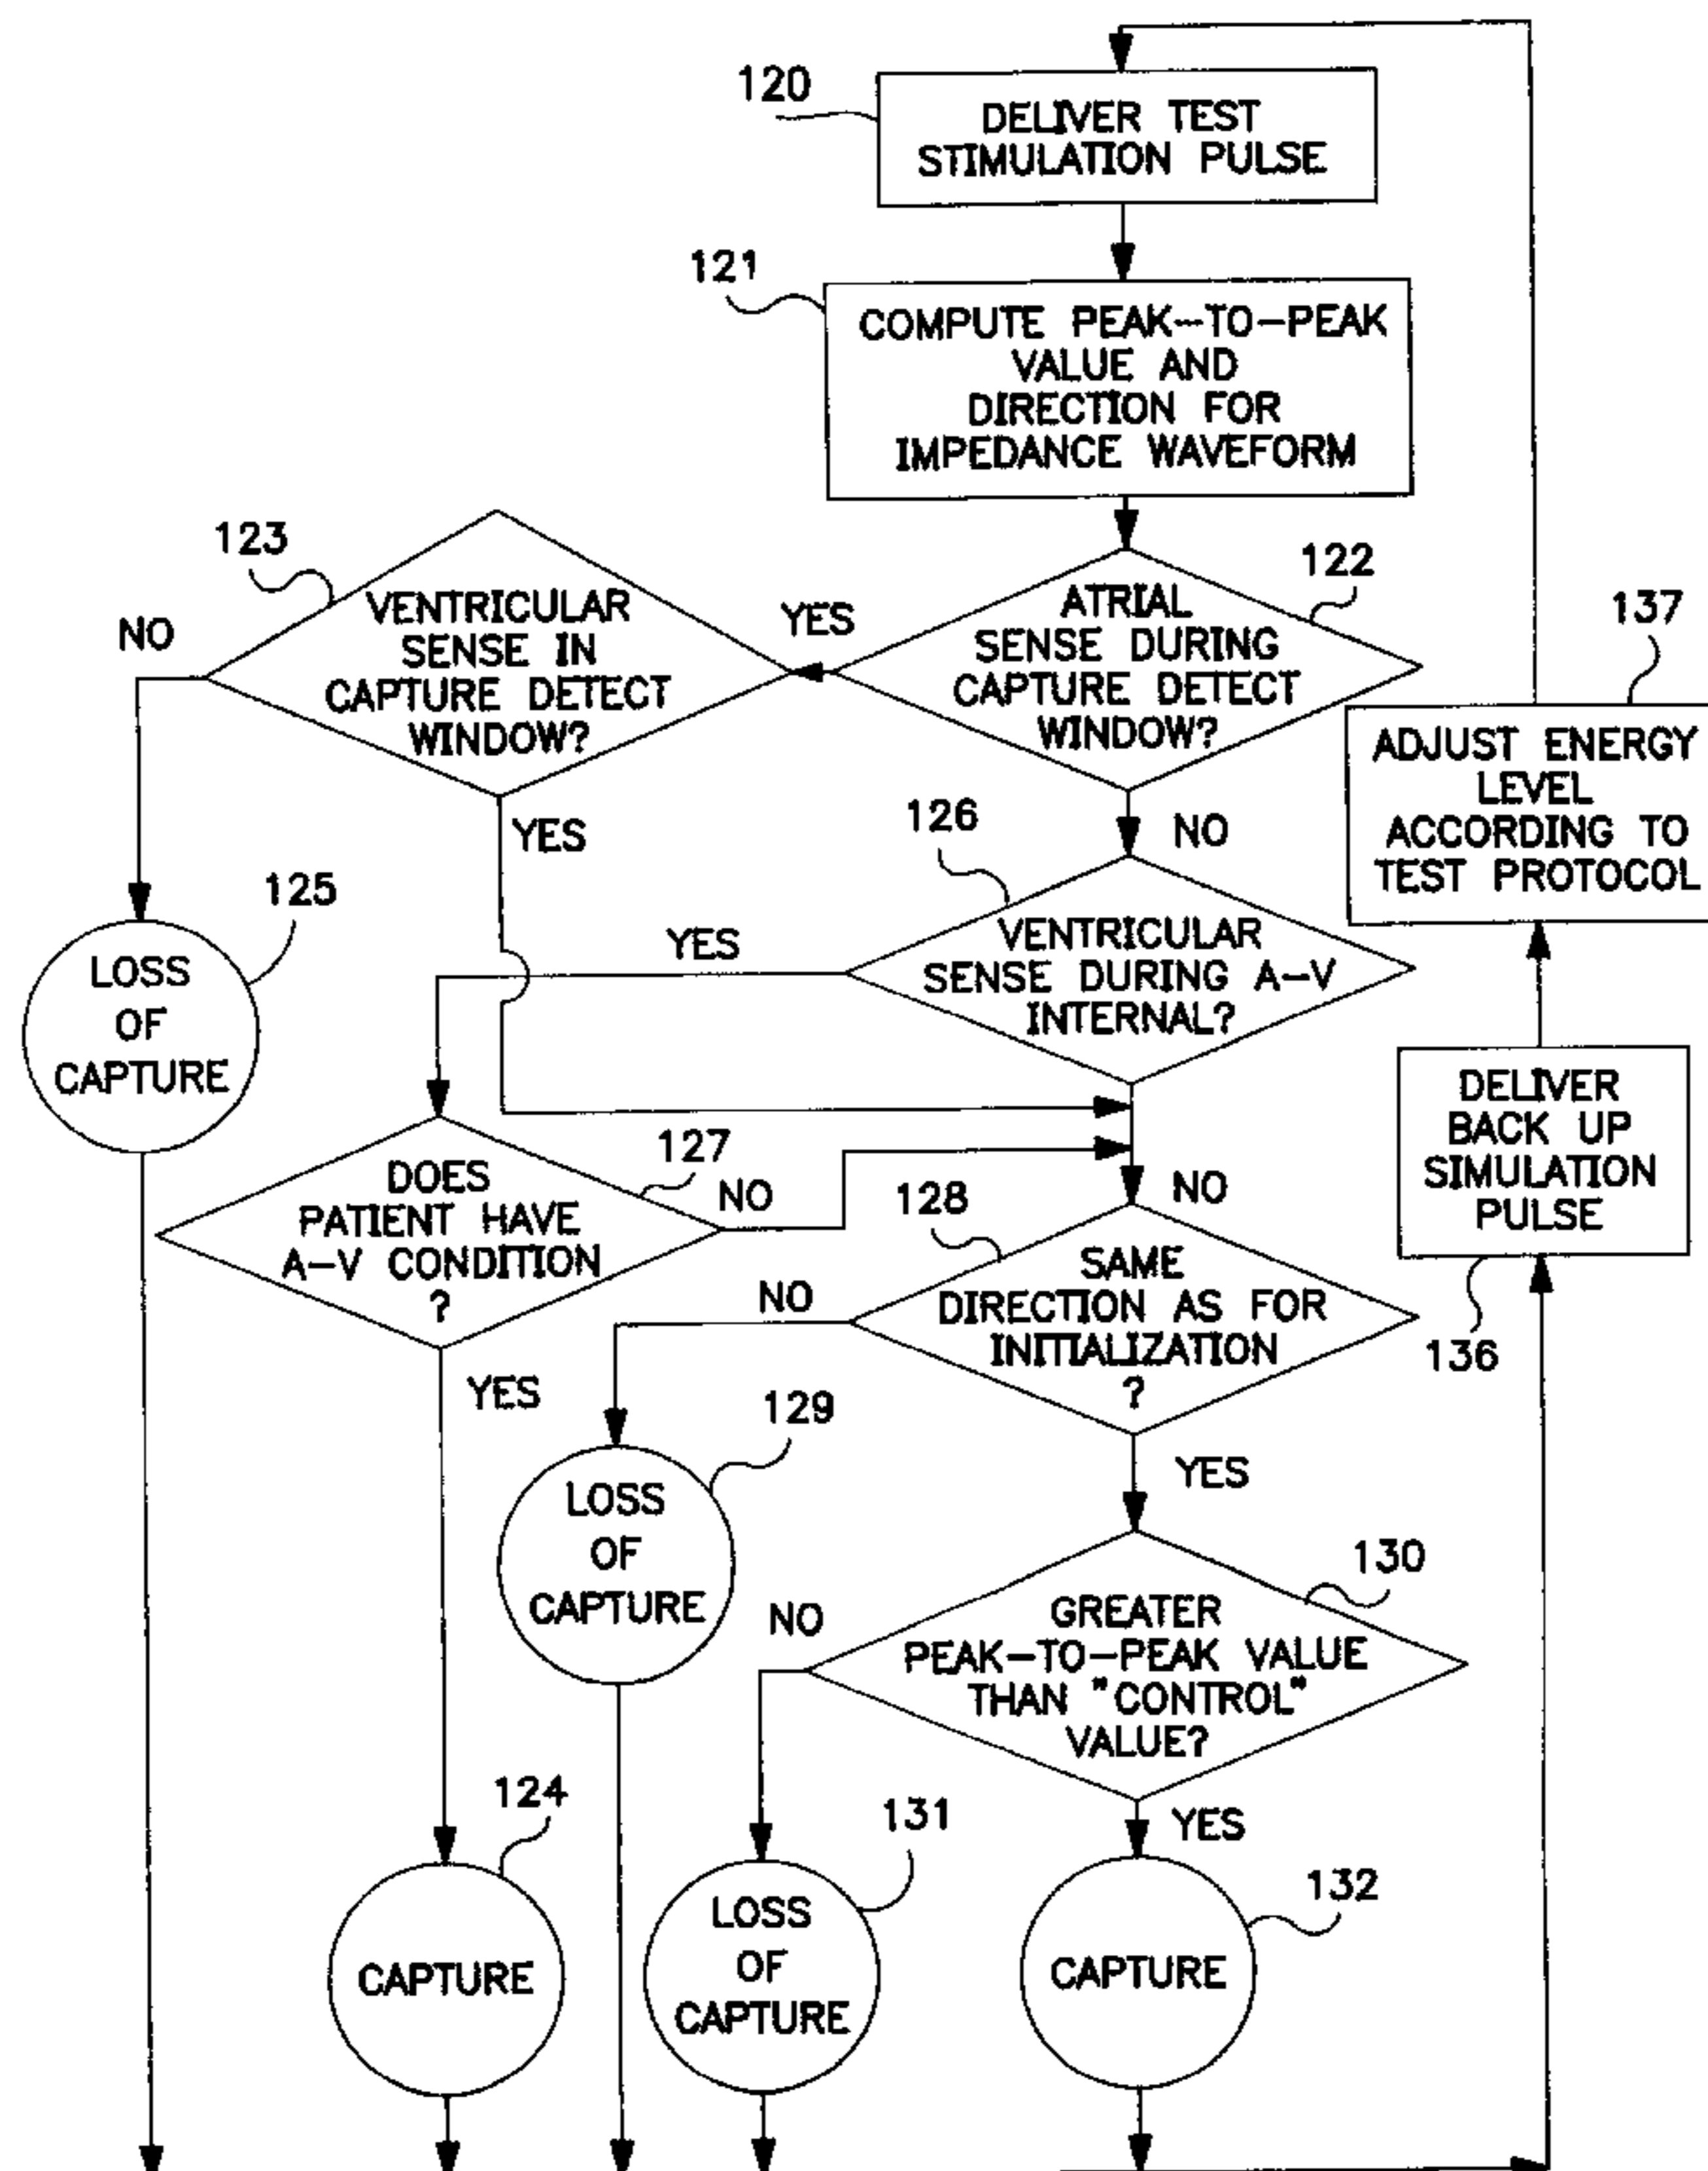 120
DELIVER TEST
STIMULATION PULSE
121
COMPUTE PEAK-TO-PEAK
VALUE AND
DIRECTION FOR
IMPEDANCE WAVEFORM
123
VENTRICULAR
SENSE IN
CAPTURE DETECT
WINDOW?
NO
YES
YES
122
ATRIAL
SENSE DURING
CAPTURE DETECT
WINDOW?
NO
137
ADJUST ENERGY
LEVEL
ACCORDING TO
TEST PROTOCOL
125
LOSS
OF
CAPTURE
126
VENTRICULAR
SENSE DURING A-V
INTERNAL?
YES
NO
DELIVER
BACK UP
SIMULATION
PULSE
136
127
DOES
PATIENT HAVE
A-V CONDITION
?
NO
YES
128
SAME
DIRECTION AS FOR
INITIALIZATION
?
NO
YES
129
LOSS
OF
CAPTURE
130
GREATER
PEAK-TO-PEAK VALUE
THAN "CONTROL"
VALUE?
NO
YES
124
CAPTURE
131
LOSS
OF
CAPTURE
132
CAPTURE